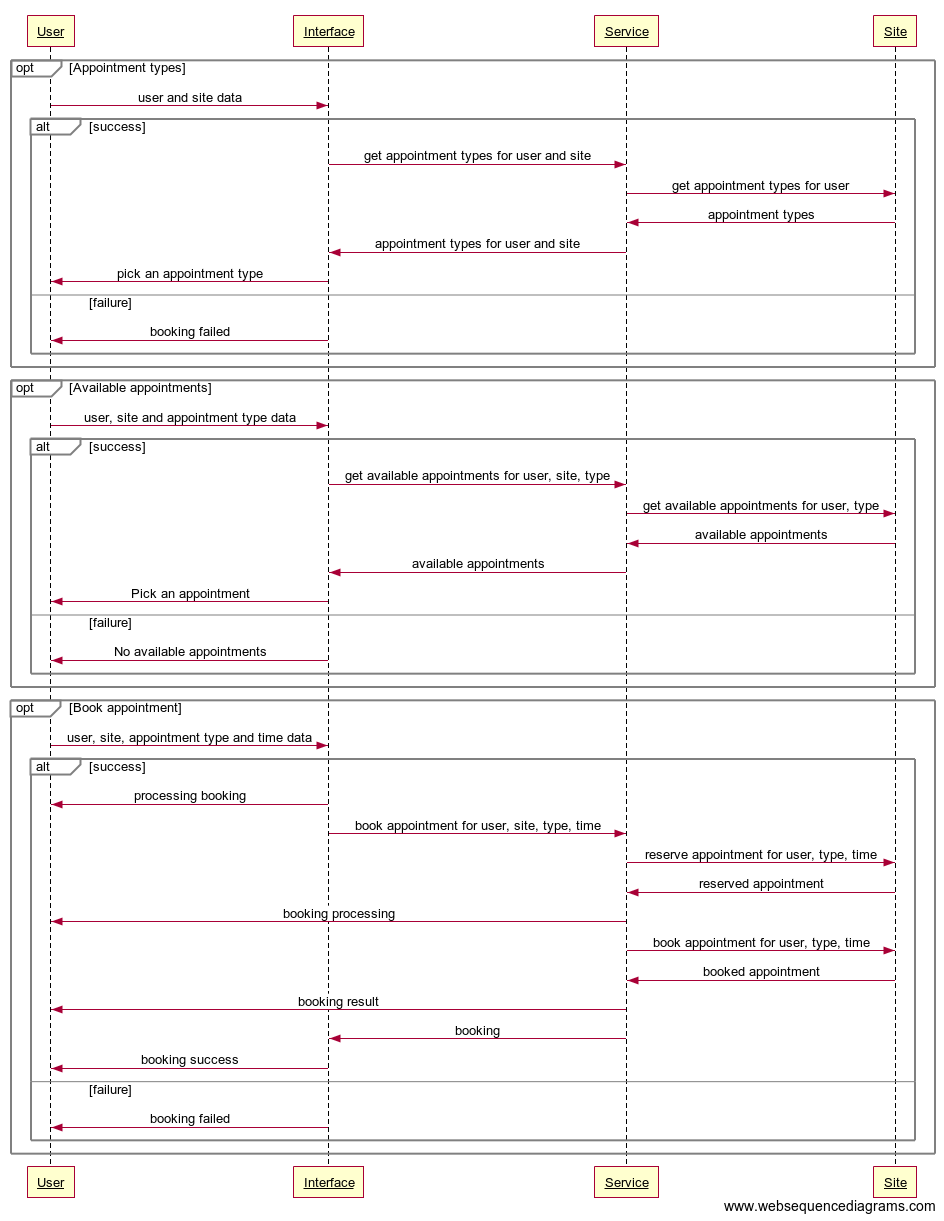 User Interface Service Site
opt [Appointment types]
user and site data
alt [success]
get appointment types for user and site
get appointment types for user
appointment types
appointment types for user and site
pick an appointment type
[failure]
booking failed
opt [Available appointments]
user, site and appointment type data
alt [success]
get available appointments for user, site, type
get available appointments for user, type
available appointments
available appointments
Pick an appointment
[failure]
No available appointments
opt [Book appointment]
user, site, appointment type and time data
alt [success]
processing booking
book appointment for user, site, type, time
reserve appointment for user, type, time
reserved appointment
booking processing
book appointment for user, type, time
booked appointment
booking result
booking
booking success
[failure]
booking failed
User Interface Service Site
www.websequencediagrams.com